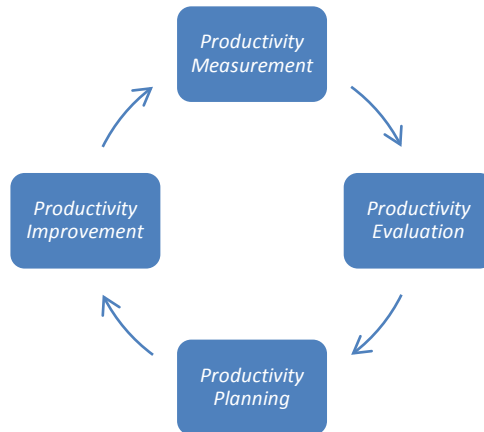 Productivity
Measurement
Productivity
Evaluation
Productivity
Planning
Productivity
Improvement